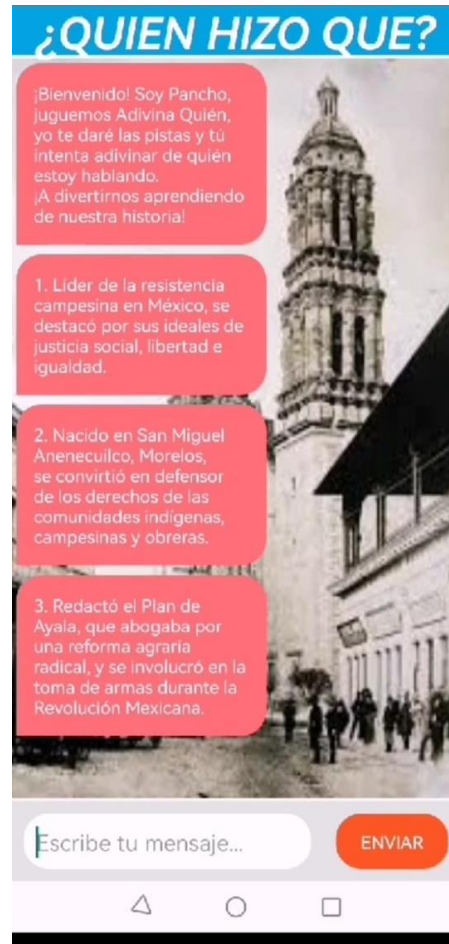 ¿QUIEN HIZO QUE?
¡Bienvenido! Soy Pancho,
juguemos Adivina Quién,
yo te daré las pistas y tú
intenta adivinar de quién
estoy hablando.
¡A divertirnos aprendiendo
de nuestra historia!
1. Líder de la resistencia
campesina en México, se
destacó por sus ideales de
justicia social, libertad e
igualdad.
2. Nacido en San Miguel
Anenecuilco, Morelos,
se convirtió en defensor
de los derechos de las
comunidades indígenas,
campesinas y obreras.
3. Redactó el Plan de
Ayala, que abogaba por
una reforma agraria
radical, y se involucró en la
toma de armas durante la
Revolución Mexicana.
Escribe tu mensaje...
ENVIAR